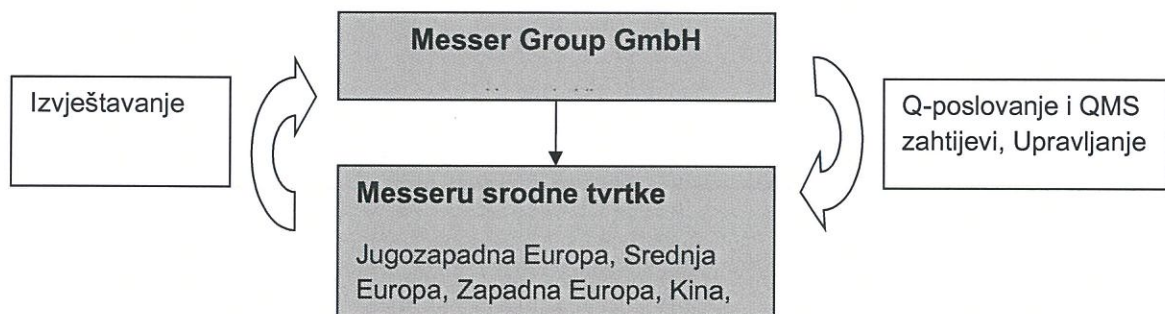 Messer Group GmbH
Izvještavanje
Q-poslovanje i QMS
zahtijevi, Upravljanje
Messeru srodne tvrtke
Jugozapadna Europa, Srednja
Europa, Zapadna Europa, Kina,